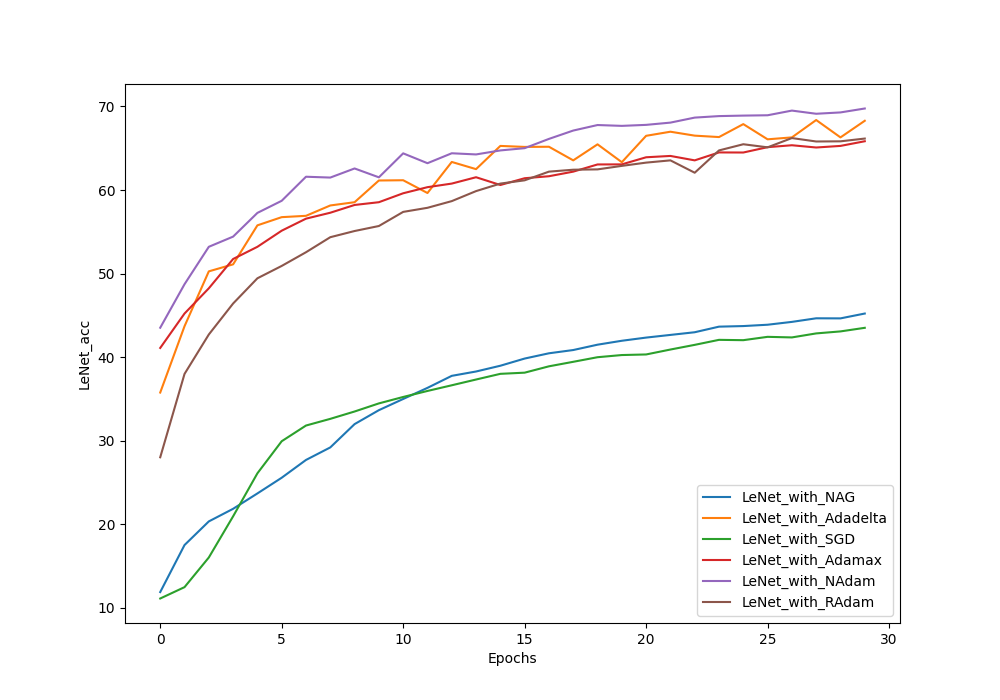 70
60
50
40
30
20
10
LeNet_acc
0 5 10 15 20 25 30
Epochs
LeNet_with_NAG
LeNet_with_Adadelta
LeNet_with_SGD
LeNet_with_Adamax
LeNet_with_NAdam
LeNet_with_RAdam